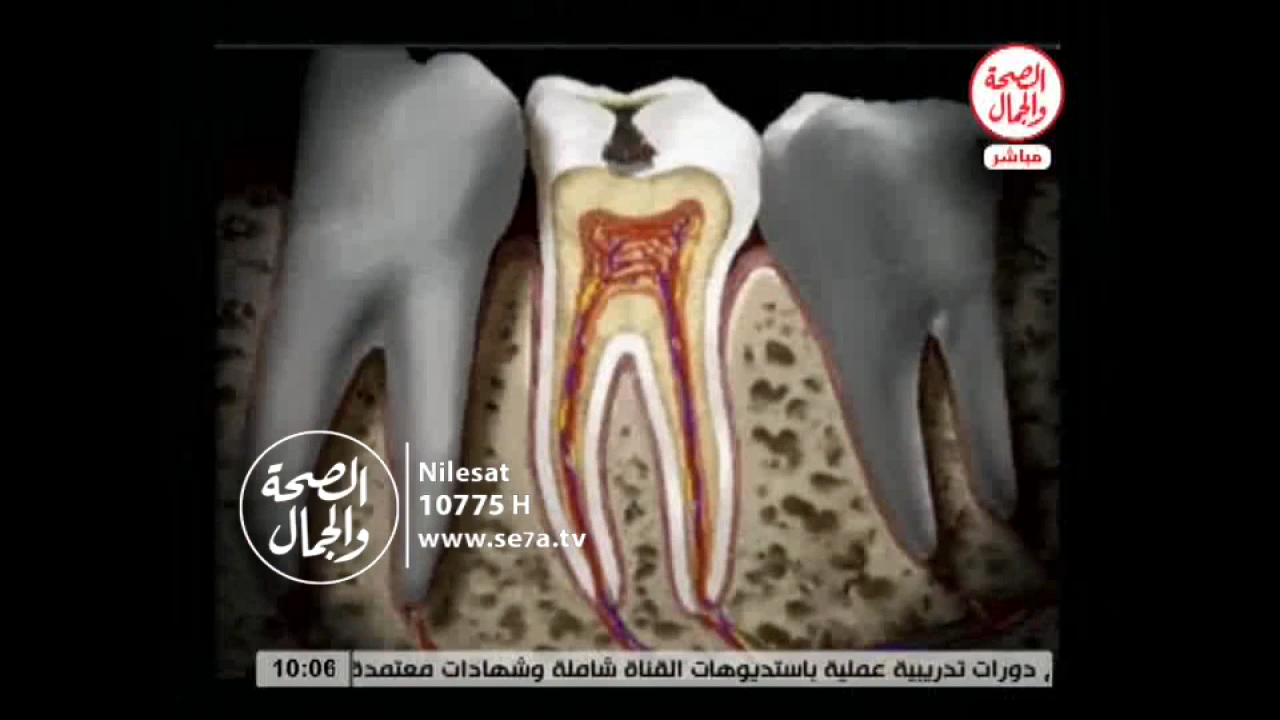 الصحة
والجمال
مباشر
الصحة
والجمال
Nilesat
10775 H
www.se7a.tv
10:06
, دورات تدريبية عملية باستديوهات القناة شاملة وشهادات معتمدة